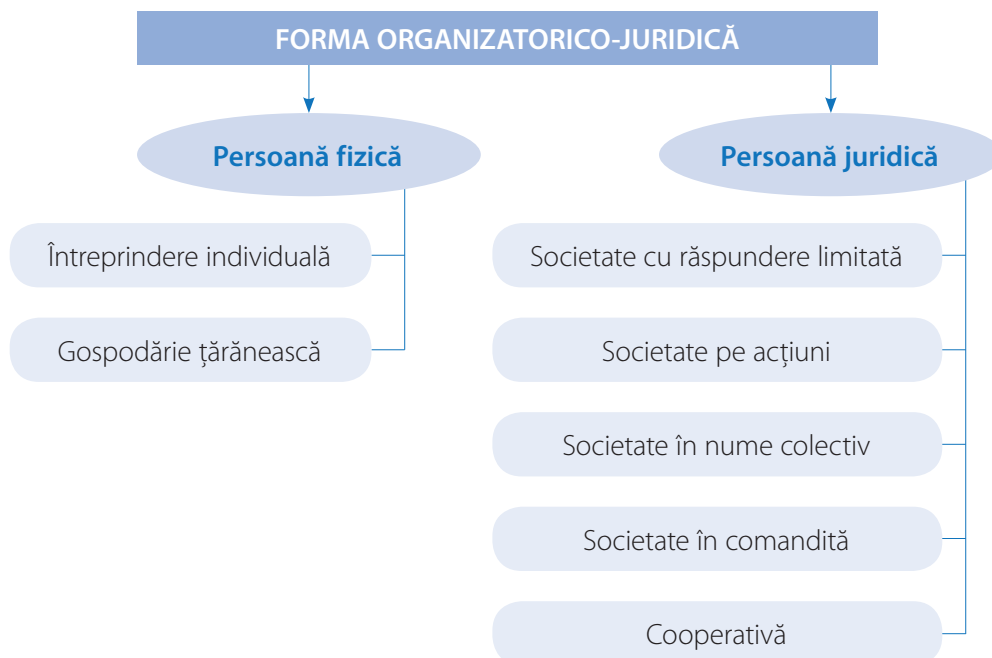 FORMA ORGANIZATORICO-JURIDICĂ
Persoană fizică
Persoană juridică
Întreprindere individuală
Gospodărie țărănească
Societate cu răspundere limitată
Societate pe acțiuni
Societate în nume colectiv
Societate în comandită
Cooperativă